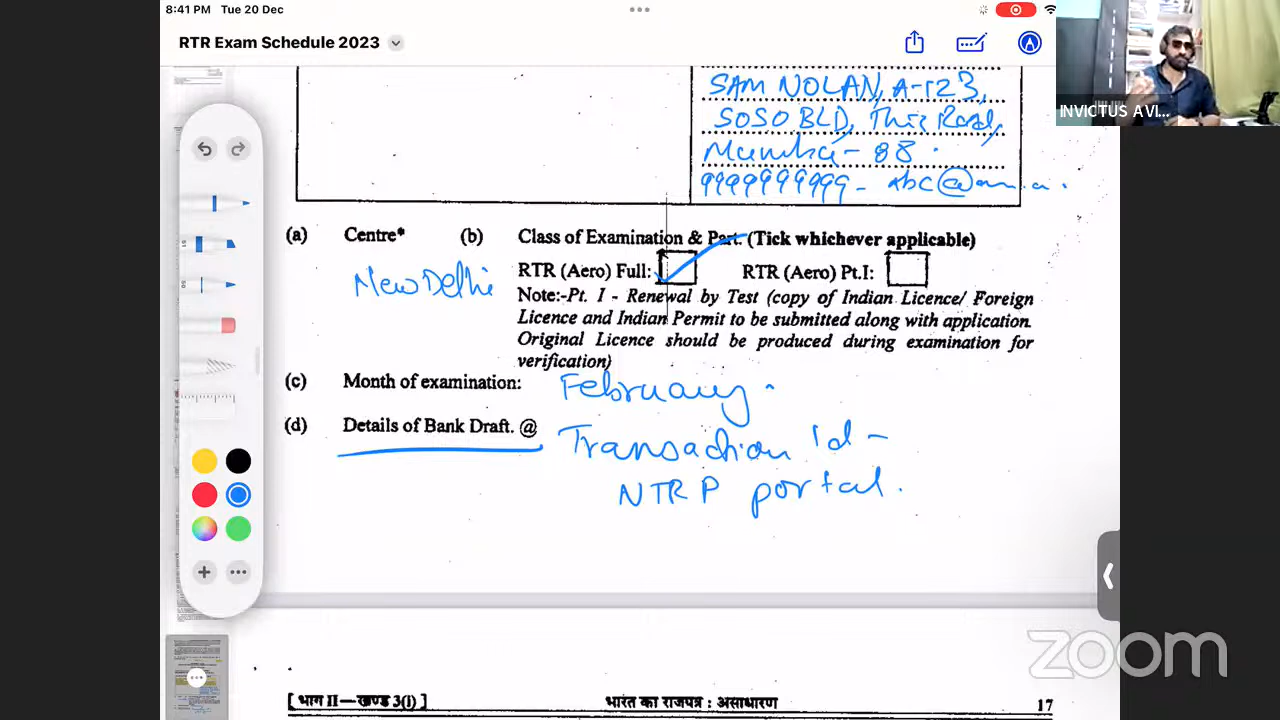 8:41 PM Tue 20 Dec
RTR Exam Schedule 2023
INVICTUS AVI...
SAM NOLAN, A-123,
SOSO BLD, This Road,
Mumbai - 88.
9999999999 - abc@
(a) Centre* (b) Class of Examination & Part. (Tick whichever applicable)
New Delhi
RTR (Aero) Full: RTR (Aero) Pt.I:
Note:-Pt. I - Renewal by Test (copy of Indian Licence/ Foreign
Licence and Indian Permit to be submitted along with application.
Original Licence should be produced during examination for
verification)
(c) Month of examination: February.
(d) Details of Bank Draft. @ Transaction Id -
NTRP portal.
zoom
[ भाग II—खण्ड 3(i) ] भारत का राजपत्र : असाधारण 17